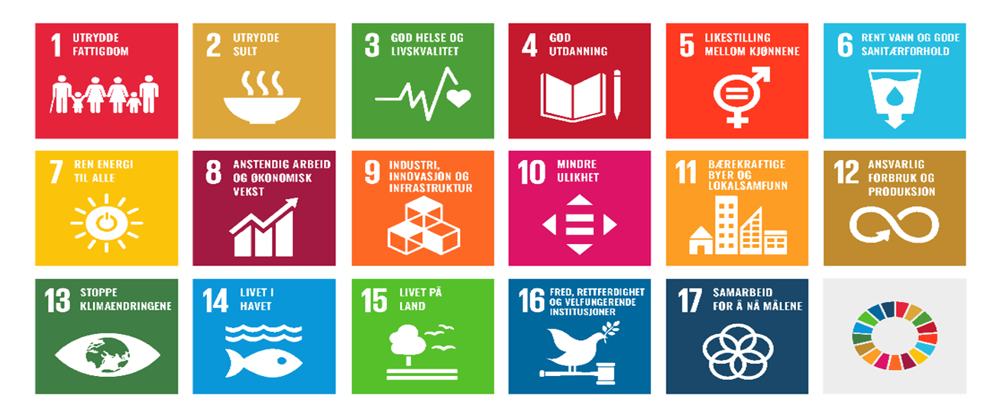 1 UTRYDDE
FATTIGDOM
2 UTRYDDE
SULT
3 GOD HELSE OG
LIVSKVALITET
4 GOD
UTDANNING
5 LIKESTILLING
MELLOM KJØNNENE
6 RENT VANN OG GODE
SANITÆRFORHOLD
7 REN ENERGI
TIL ALLE
8 ANSTENDIG ARBEID
OG ØKONOMISK
VEKST
9 INDUSTRI,
INNOVASJON OG
INFRASTRUKTUR
10 MINDRE
ULIKHET
11 BÆREKRAFTIGE
BYER OG
LOKALSAMFUNN
12 ANSVARLIG
FORBRUK OG
PRODUKSJON
13 STOPPE
KLIMAENDRINGENE
14 LIVET I
HAVET
15 LIVET PÅ
LAND
16 FRED, RETTFERDIGHET
OG VELFUNGERENDE
INSTITUSJONER
17 SAMARBEID
FOR Å NÅ MÅLENE